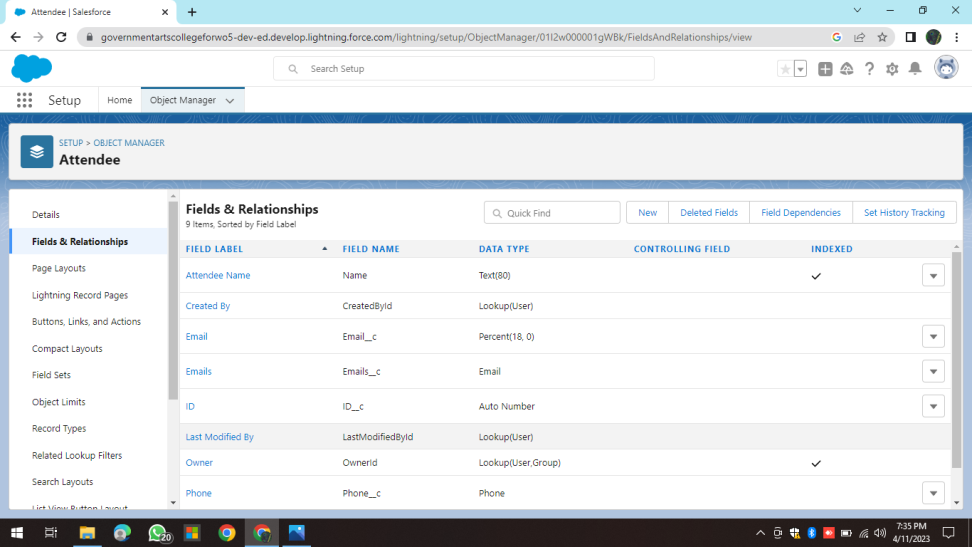 Attendee | Salesforce
governmentartscollegeforwo5-dev-ed.develop.lightning.force.com/lightning/setup/ObjectManager/01I2w000001gWBk/FieldsAndRelationships/view
Search Setup
Setup
Home
Object Manager
SETUP > OBJECT MANAGER
Attendee
Details
Fields & Relationships
Page Layouts
Lightning Record Pages
Buttons, Links, and Actions
Compact Layouts
Field Sets
Object Limits
Record Types
Related Lookup Filters
Search Layouts
List View Button Layout
Fields & Relationships
9 Items, Sorted by Field Label
Quick Find
New
Deleted Fields
Field Dependencies
Set History Tracking
FIELD LABEL FIELD NAME DATA TYPE CONTROLLING FIELD INDEXED
Attendee Name Name Text(80)
Created By CreatedById Lookup(User)
Email Email__c Percent(18, 0)
Emails Emails__c Email
ID ID__c Auto Number
Last Modified By LastModifiedById Lookup(User)
Owner OwnerId Lookup(User,Group)
Phone Phone__c Phone
20
7:35 PM
4/11/2023